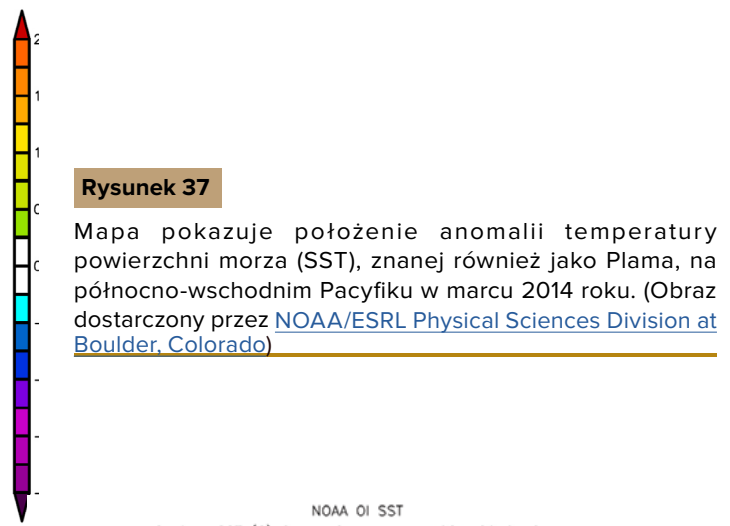 Rysunek 37
Mapa pokazuje położenie anomalii temperatury
powierzchni morza (SST), znanej również jako Plama, na
północno-wschodnim Pacyfiku w marcu 2014 roku. (Obraz
dostarczony przez NOAA/ESRL Physical Sciences Division at
Boulder, Colorado)
NOAA OI SST